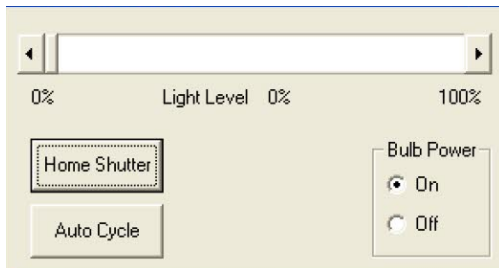 0% Light Level 0% 100%
Home Shutter
Auto Cycle
Bulb Power
On
Off